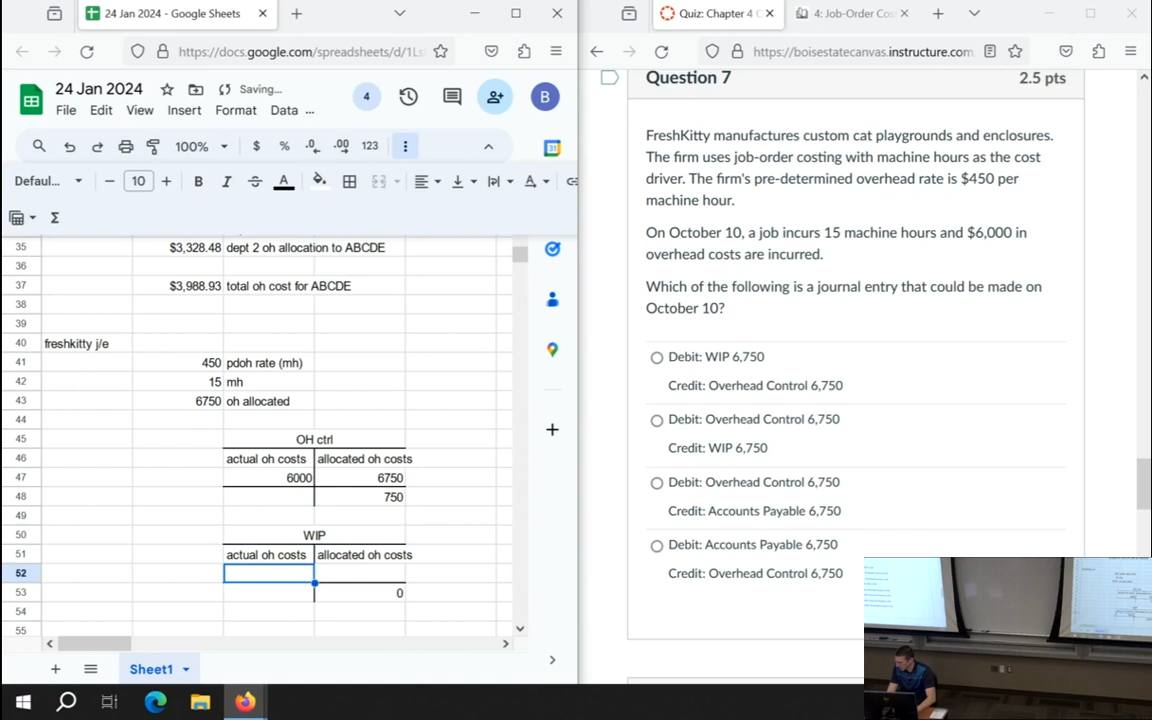 24 Jan 2024 - Google Sheets
https://docs.google.com/spreadsheets/d/1Ls
24 Jan 2024
Saving...
File Edit View Insert Format Data ...
4
B
100%
$ % .0 .00 123
31
Defaul...
10
B I A
Σ
35 $3,328.48 dept 2 oh allocation to ABCDE
36
37 $3,988.93 total oh cost for ABCDE
38
39
40 freshkitty j/e
41 450 pdoh rate (mh)
42 15 mh
43 6750 oh allocated
44
45 OH ctrl
46 actual oh costs allocated oh costs
47 6000 6750
48 750
49
50 WIP
51 actual oh costs allocated oh costs
52
53 0
54
55
Sheet1
Quiz: Chapter 4 C
4: Job-Order Cos
https://boisestatecanvas.instructure.com
Question 7
2.5 pts
FreshKitty manufactures custom cat playgrounds and enclosures.
The firm uses job-order costing with machine hours as the cost
driver. The firm's pre-determined overhead rate is $450 per
machine hour.
On October 10, a job incurs 15 machine hours and $6,000 in
overhead costs are incurred.
Which of the following is a journal entry that could be made on
October 10?
Debit: WIP 6,750
Credit: Overhead Control 6,750
Debit: Overhead Control 6,750
Credit: WIP 6,750
Debit: Overhead Control 6,750
Credit: Accounts Payable 6,750
Debit: Accounts Payable 6,750
Credit: Overhead Control 6,750